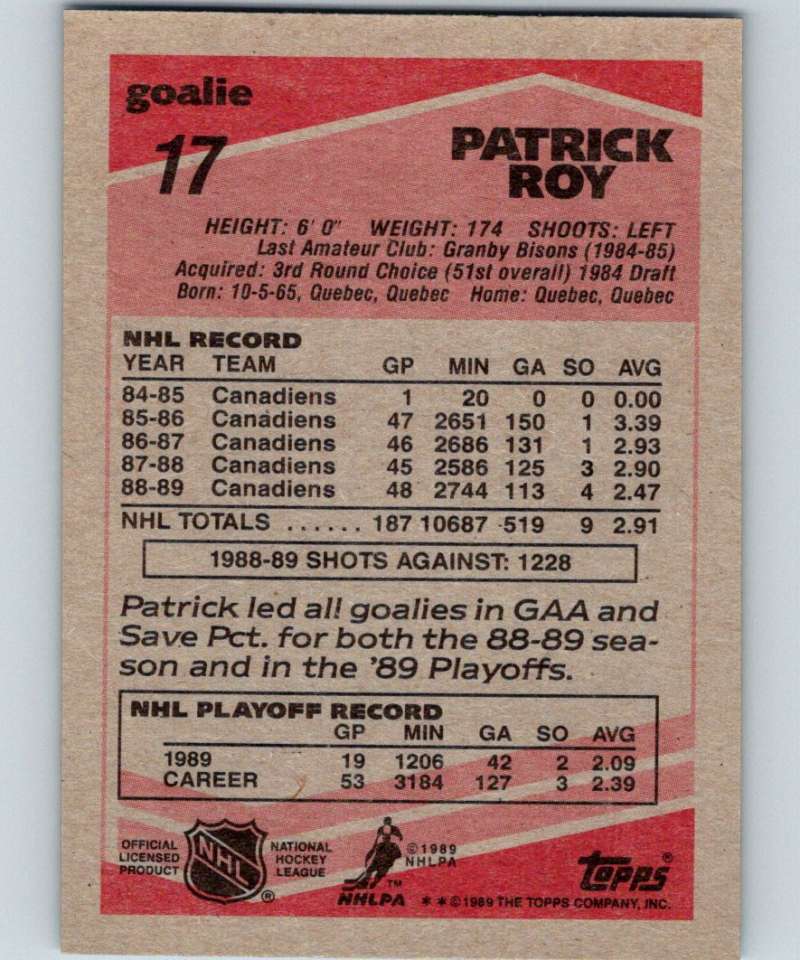 goalie
17
PATRICK
ROY
HEIGHT: 6' 0" WEIGHT: 174 SHOOTS: LEFT
Last Amateur Club: Granby Bisons (1984-85)
Acquired: 3rd Round Choice (51st overall) 1984 Draft
Born: 10-5-65, Quebec, Quebec Home: Quebec, Quebec
NHL RECORD
YEAR TEAM GP MIN GA SO AVG
84-85 Canadiens 1 20 0 0 0.00
85-86 Canadiens 47 2651 150 1 3.39
86-87 Canadiens 46 2686 131 1 2.93
87-88 Canadiens 45 2586 125 3 2.90
88-89 Canadiens 48 2744 113 4 2.47
NHL TOTALS ...... 187 10687 519 9 2.91
1988-89 SHOTS AGAINST: 1228
Patrick led all goalies in GAA and
Save Pct. for both the 88-89 sea-
son and in the '89 Playoffs.
NHL PLAYOFF RECORD
GP MIN GA SO AVG
1989 19 1206 42 2 2.09
CAREER 53 3184 127 3 2.39
OFFICIAL
LICENSED
PRODUCT
NHL
®
NATIONAL
HOCKEY
LEAGUE
©1989
NHLPA
™
NHLPA
topps®
**©1989 THE TOPPS COMPANY, INC.